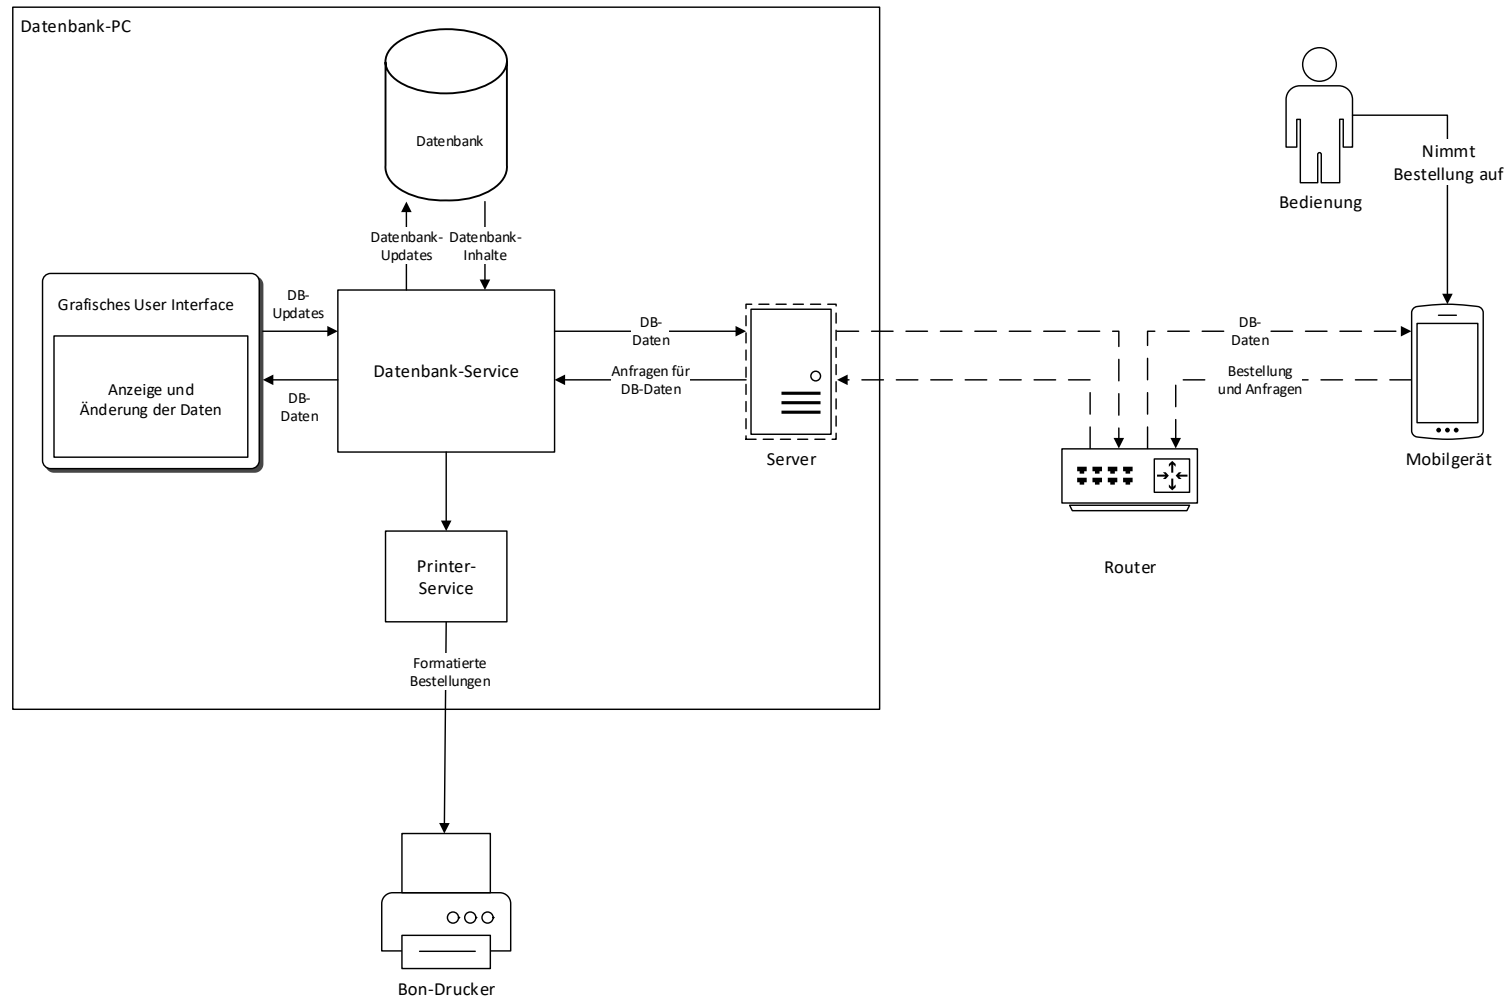 Datenbank-PC
Datenbank
Datenbank-
Updates
Datenbank-
Inhalte
Grafisches User Interface
Anzeige und
Änderung der Daten
DB-
Updates
DB-
Daten
Datenbank-Service
DB-
Daten
Anfragen für
DB-Daten
Server
Printer-
Service
Formatierte
Bestellungen
Bon-Drucker
Router
DB-
Daten
Bestellung
und Anfragen
Bedienung
Nimmt
Bestellung auf
Mobilgerät